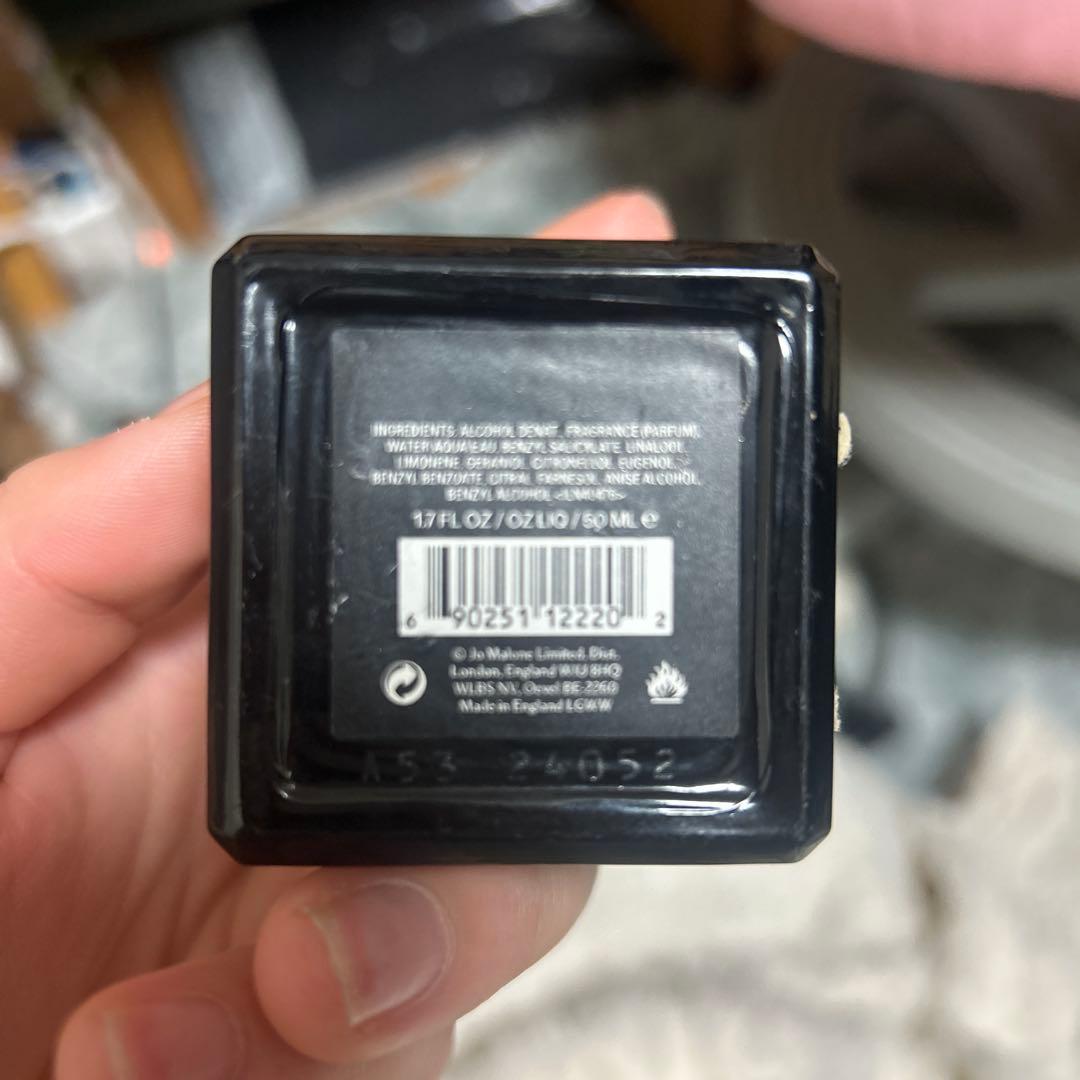 INGREDIENTS: ALCOHOL DENAT., FRAGRANCE (PARFUM),
WATER\AQUA\EAU, BENZYL SALICYLATE, LINALOOL,
LIMONENE, GERANIOL, CITRONELLOL, EUGENOL,
BENZYL BENZOATE, CITRAL, FARNESOL, ANISE ALCOHOL,
BENZYL ALCOHOL
1.7 FL OZ / OZ LIQ / 50 ML ℮
6 90251 12220 2
© Jo Malone Limited, Dist.
London, England W1U 8HQ
WLBS NV, Oevel BE-2260
Made in England LGWW
A53 24052